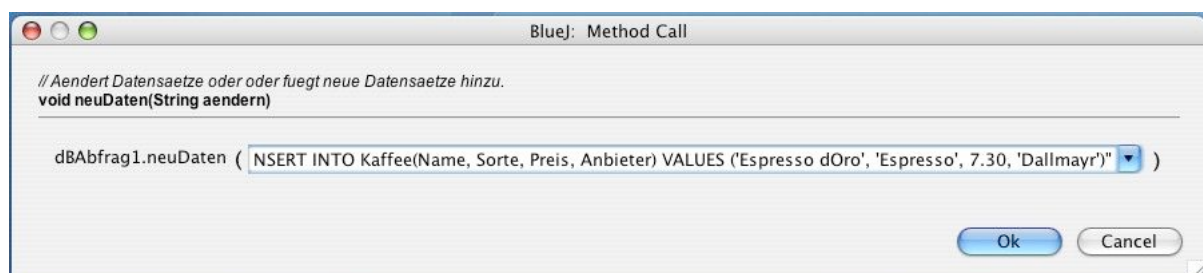 BlueJ: Method Call
// Aendert Datensaetze oder oder fuegt neue Datensaetze hinzu.
void neuDaten(String aendern)
dBAbfrag1.neuDaten ( NSERT INTO Kaffee(Name, Sorte, Preis, Anbieter) VALUES ('Espresso dOro', 'Espresso', 7.30, 'Dallmayr')" )
Ok Cancel